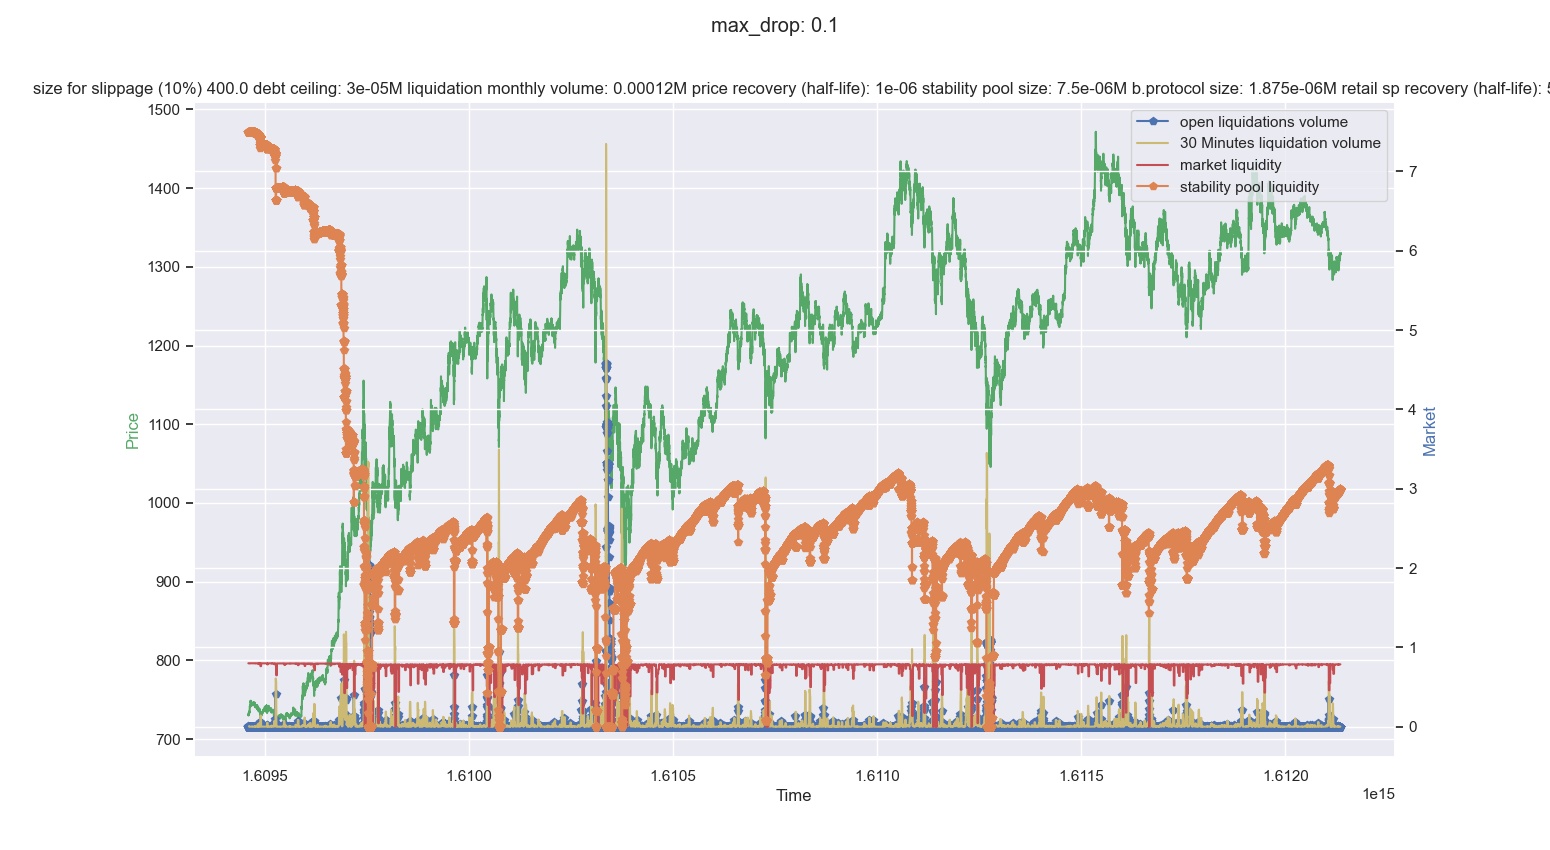 max_drop: 0.1
size for slippage (10%) 400.0 debt ceiling: 3e-05M liquidation monthly volume: 0.00012M price recovery (half-life): 1e-06 stability pool size: 7.5e-06M b.protocol size: 1.875e-06M retail sp recovery (half-life):
1500
1400
1300
1200
1100
1000
900
800
700
Price
open liquidations volume
30 Minutes liquidation volume
market liquidity
stability pool liquidity
7
6
5
4
3
2
1
0
Market
1.6095
1.6100
1.6105
1.6110
1.6115
1.6120
Time
1e15